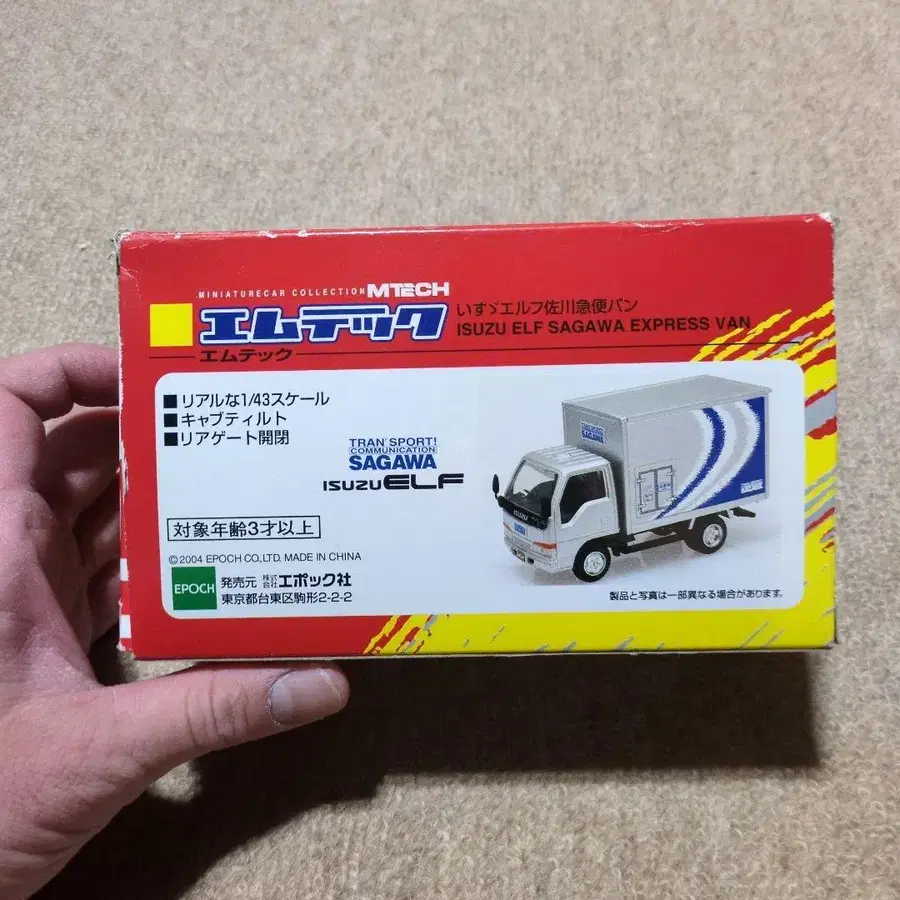 MINIATURECAR COLLECTION MTECH
エムテック
エムテック
いすゞエルフ佐川急便バン
ISUZU ELF SAGAWA EXPRESS VAN
■リアルな1/43スケール
■キャブティルト
■リアゲート開閉
TRAN SPORT!
COMMUNICATION
SAGAWA
ISUZU ELF
対象年齢3才以上
©2004 EPOCH CO,LTD. MADE IN CHINA
EPOCH
発売元 株式会社エポック社
東京都台東区駒形2-2-2
TRAN SPORT!
COMMUNICATION
SAGAWA
ISUZU
製品と写真は一部異なる場合があります。